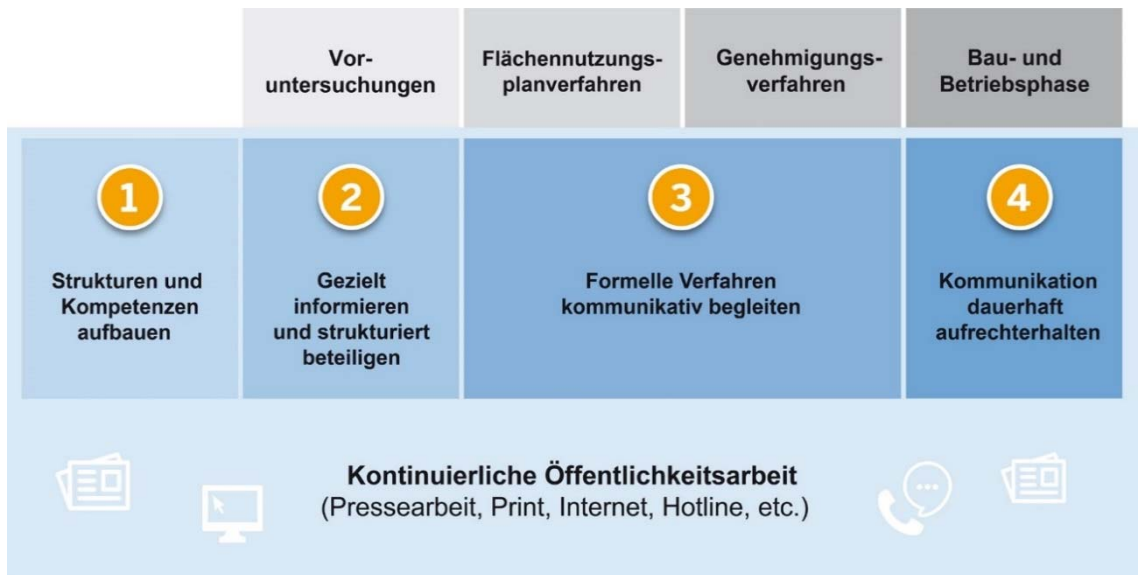 Vor-
untersuchungen
Flächennutzungs-
planverfahren
Genehmigungs-
verfahren
Bau- und
Betriebsphase
1
Strukturen und
Kompetenzen
aufbauen
2
Gezielt
informieren
und strukturiert
beteiligen
3
Formelle Verfahren
kommunikativ begleiten
4
Kommunikation
dauerhaft
aufrechterhalten
Kontinuierliche Öffentlichkeitsarbeit
(Pressearbeit, Print, Internet, Hotline, etc.)